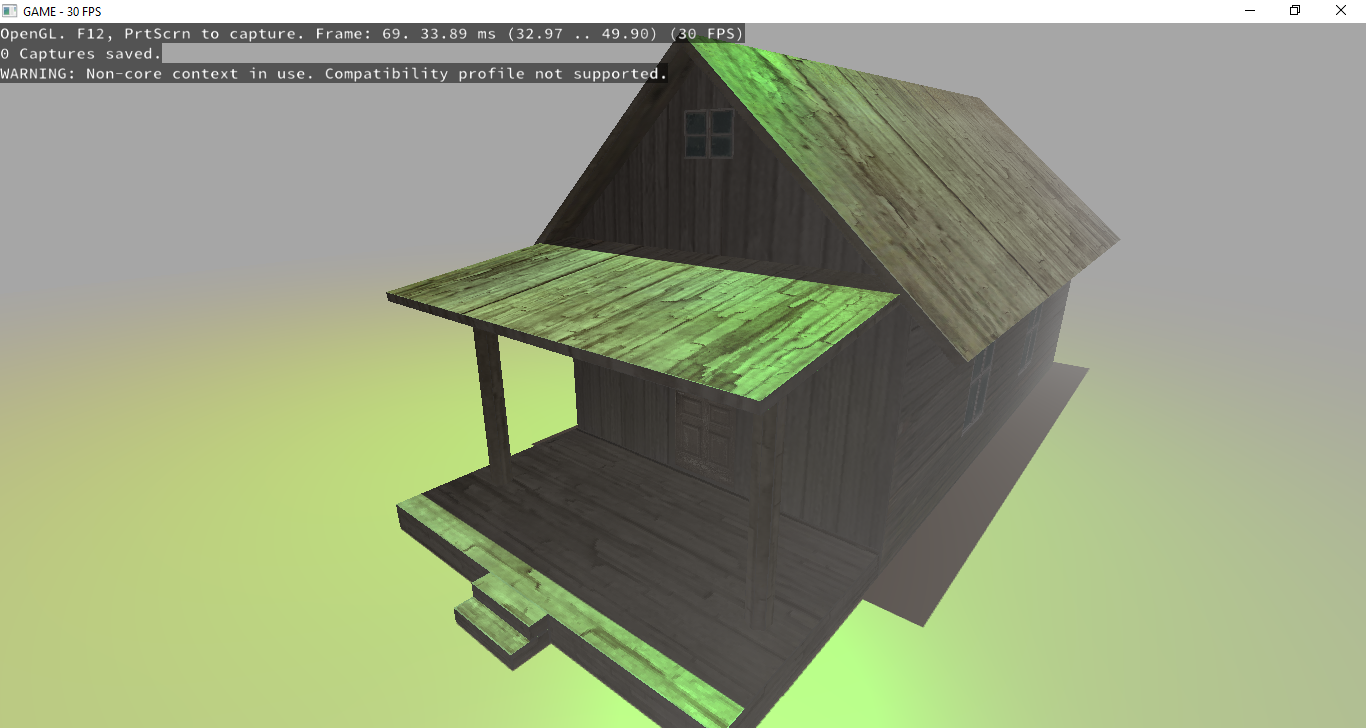 GAME - 30 FPS
OpenGL. F12, PrtScrn to capture. Frame: 69. 33.89 ms (32.97 .. 49.90) (30 FPS)
0 Captures saved.
WARNING: Non-core context in use. Compatibility profile not supported.